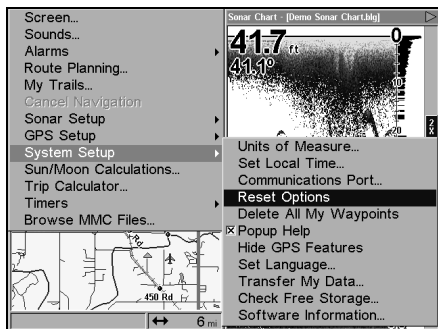 Screen...
Sounds...
Alarms
Route Planning...
My Trails...
Cancel Navigation
Sonar Setup
GPS Setup
System Setup
Sun/Moon Calculations...
Trip Calculator...
Timers
Browse MMC Files...
Sonar Chart - [Demo Sonar Chart.blg]
41.7 ft
41.1°
0
10
20
2
X
Units of Measure...
Set Local Time...
Communications Port...
Reset Options
Delete All My Waypoints
Popup Help
Hide GPS Features
Set Language...
Transfer My Data...
Check Free Storage...
Software Information...
Rd
450 Rd
6 mi